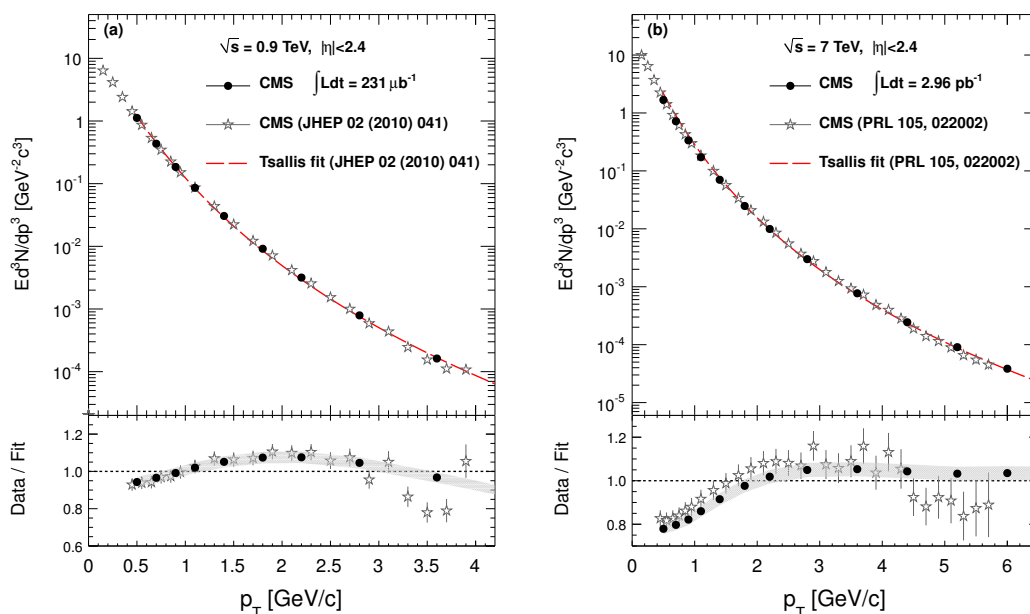 (a)
√s = 0.9 TeV, |η|<2.4
CMS ∫Ldt = 231 μb⁻¹
CMS (JHEP 02 (2010) 041)
Tsallis fit (JHEP 02 (2010) 041)
Ed³N/dp³ [GeV⁻²c³]
10
1
10⁻¹
10⁻²
10⁻³
10⁻⁴
Data / Fit
1.2
1.0
0.8
0.6
0 0.5 1 1.5 2 2.5 3 3.5 4
p_T [GeV/c]
(b)
√s = 7 TeV, |η|<2.4
CMS ∫Ldt = 2.96 pb⁻¹
CMS (PRL 105, 022002)
Tsallis fit (PRL 105, 022002)
Ed³N/dp³ [GeV⁻²c³]
10
1
10⁻¹
10⁻²
10⁻³
10⁻⁴
10⁻⁵
Data / Fit
1.2
1.0
0.8
0 2 4 6
p_T [GeV/c]